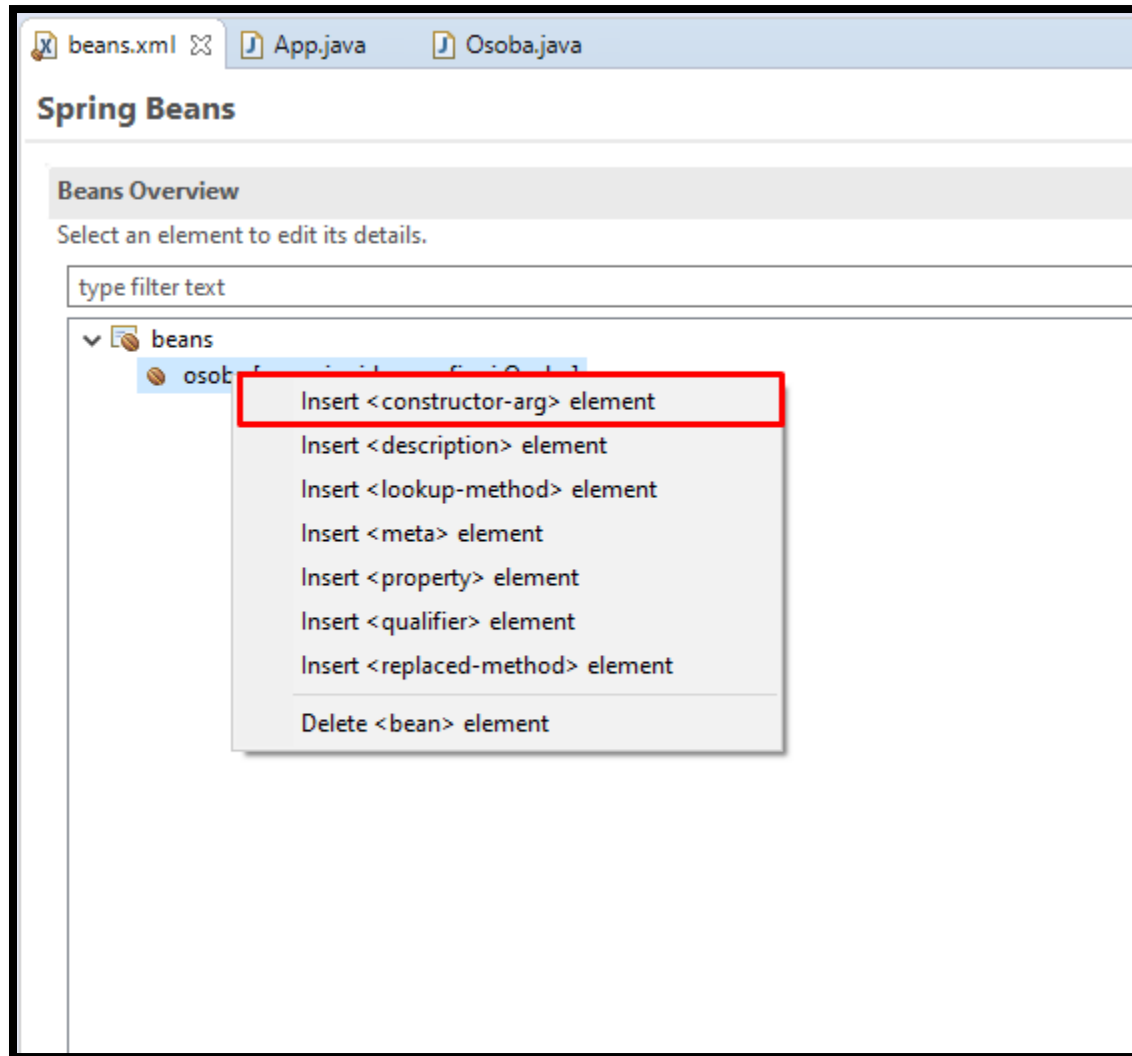 beans.xml App.java Osoba.java
Spring Beans
Beans Overview
Select an element to edit its details.
type filter text
beans
Insert <constructor-arg> element
Insert <description> element
Insert <lookup-method> element
Insert <meta> element
Insert <property> element
Insert <qualifier> element
Insert <replaced-method> element
Delete <bean> element